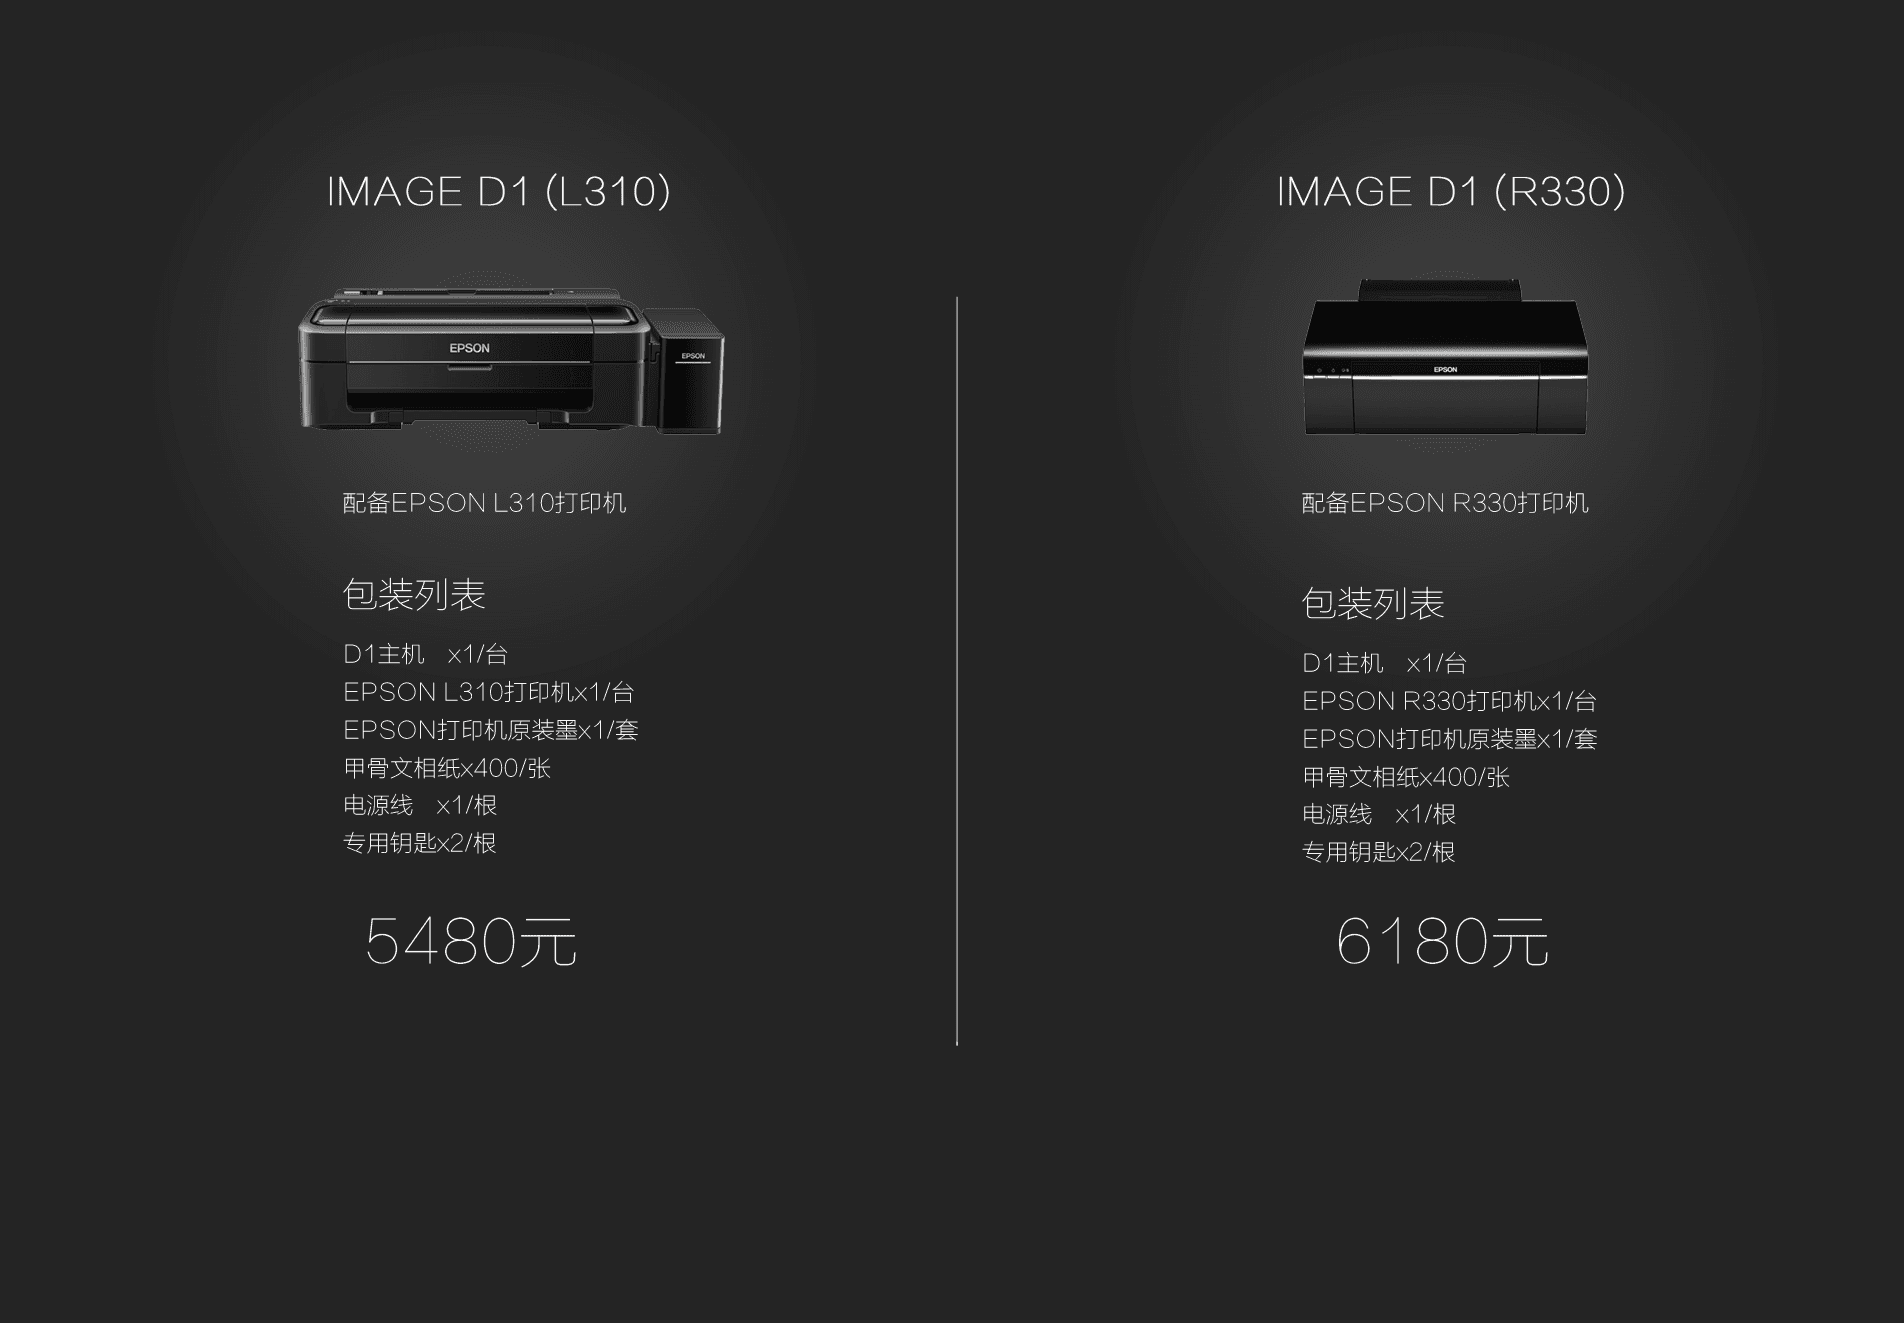 IMAGE D1 (L310)
EPSON
EPSON
配备EPSON L310打印机
包装列表
D1主机 x1/台
EPSON L310打印机x1/台
EPSON打印机原装墨x1/套
甲骨文相纸x400/张
电源线 x1/根
专用钥匙x2/根
5480元
IMAGE D1 (R330)
EPSON
配备EPSON R330打印机
包装列表
D1主机 x1/台
EPSON R330打印机x1/台
EPSON打印机原装墨x1/套
甲骨文相纸x400/张
电源线 x1/根
专用钥匙x2/根
6180元